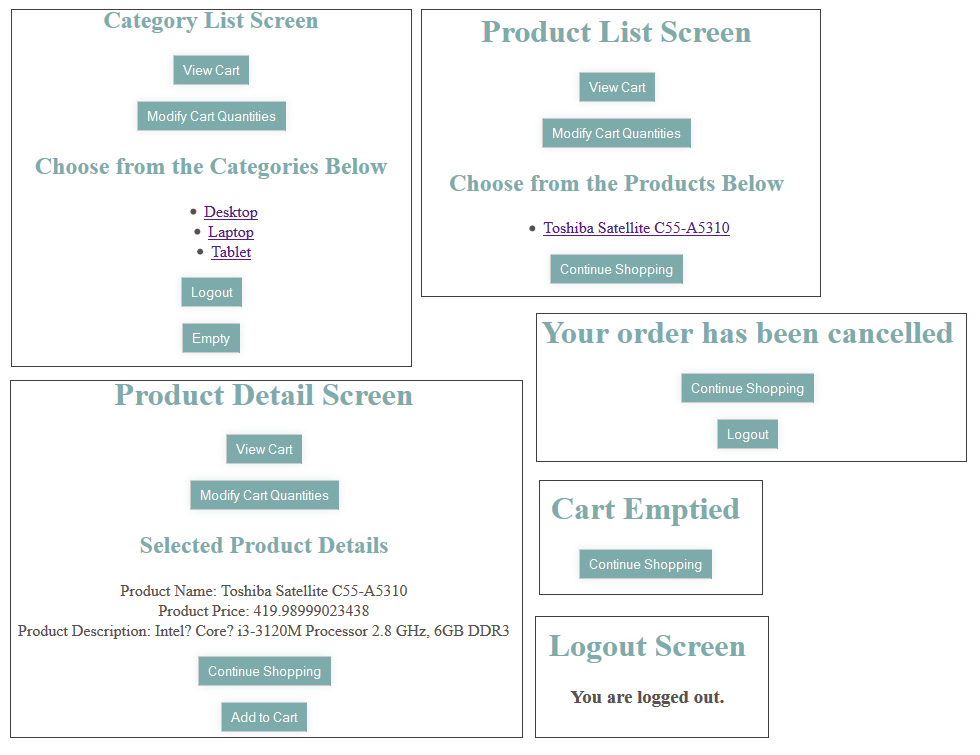 Category List Screen
View Cart
Modify Cart Quantities
Choose from the Categories Below
Desktop
Laptop
Tablet
Logout
Empty
Product List Screen
View Cart
Modify Cart Quantities
Choose from the Products Below
Toshiba Satellite C55-A5310
Continue Shopping
Your order has been cancelled
Continue Shopping
Logout
Product Detail Screen
View Cart
Modify Cart Quantities
Selected Product Details
Product Name: Toshiba Satellite C55-A5310
Product Price: 419.98999023438
Product Description: Intel? Core? i3-3120M Processor 2.8 GHz, 6GB DDR3
Continue Shopping
Add to Cart
Cart Emptied
Continue Shopping
Logout Screen
You are logged out.